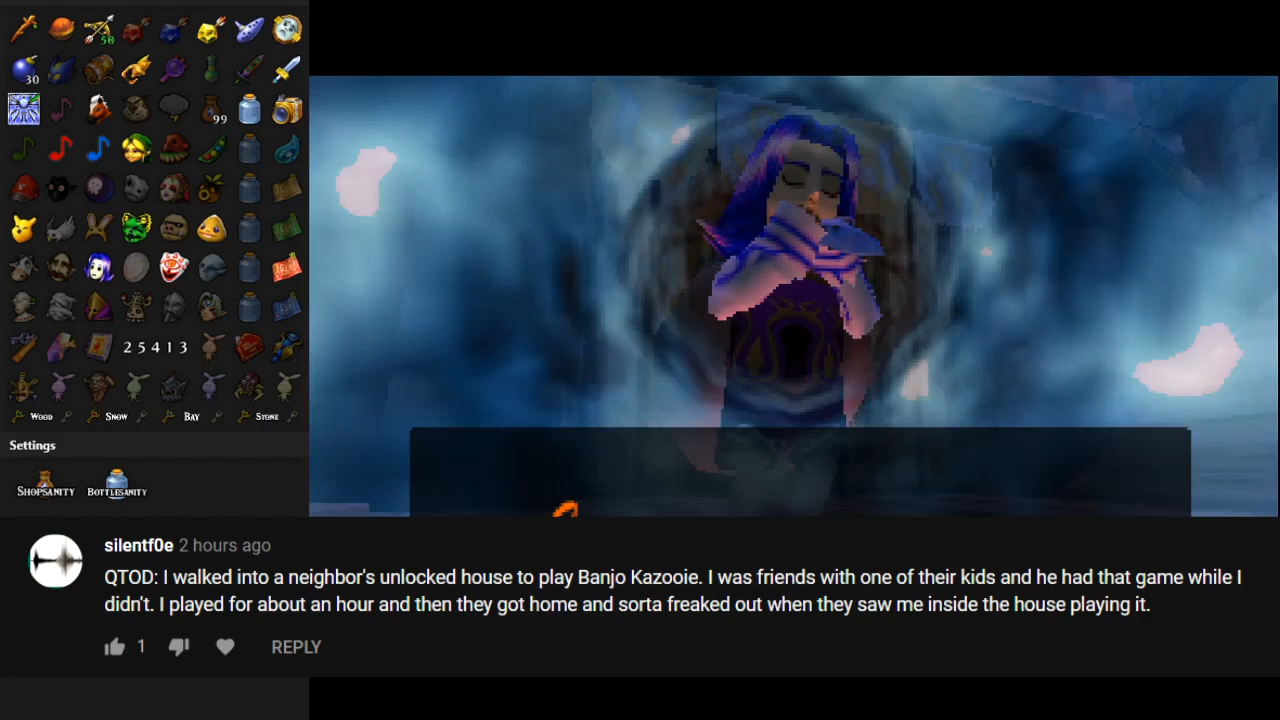 50
30
99
2 5 4 1 3
WOOD SNOW BAY STONE
Settings
SHOPSANITY BOTTLESANITY
silentf0e 2 hours ago
QTOD: I walked into a neighbor's unlocked house to play Banjo Kazooie. I was friends with one of their kids and he had that game while I
didn't. I played for about an hour and then they got home and sorta freaked out when they saw me inside the house playing it.
1 REPLY